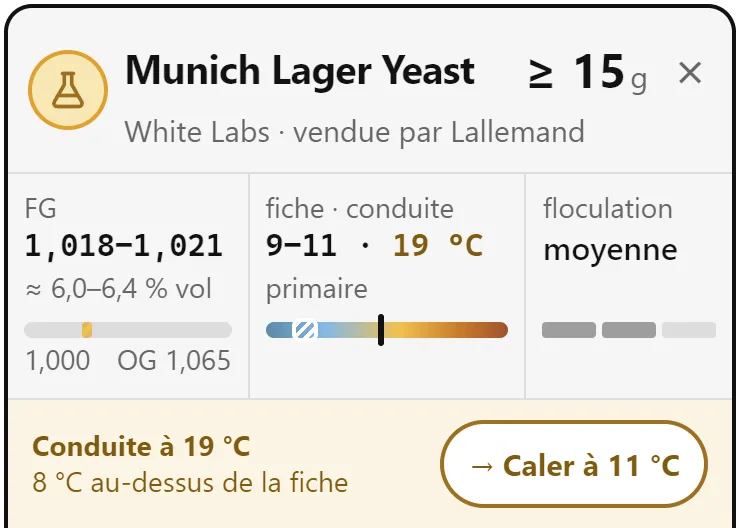 Munich Lager Yeast ≥ 15 g ×
White Labs · vendue par Lallemand
FG
1,018–1,021
≈ 6,0–6,4 % vol
1,000 OG 1,065
fiche · conduite
9–11 · 19 °C
primaire
floculation
moyenne
Conduite à 19 °C
8 °C au-dessus de la fiche
→ Caler à 11 °C